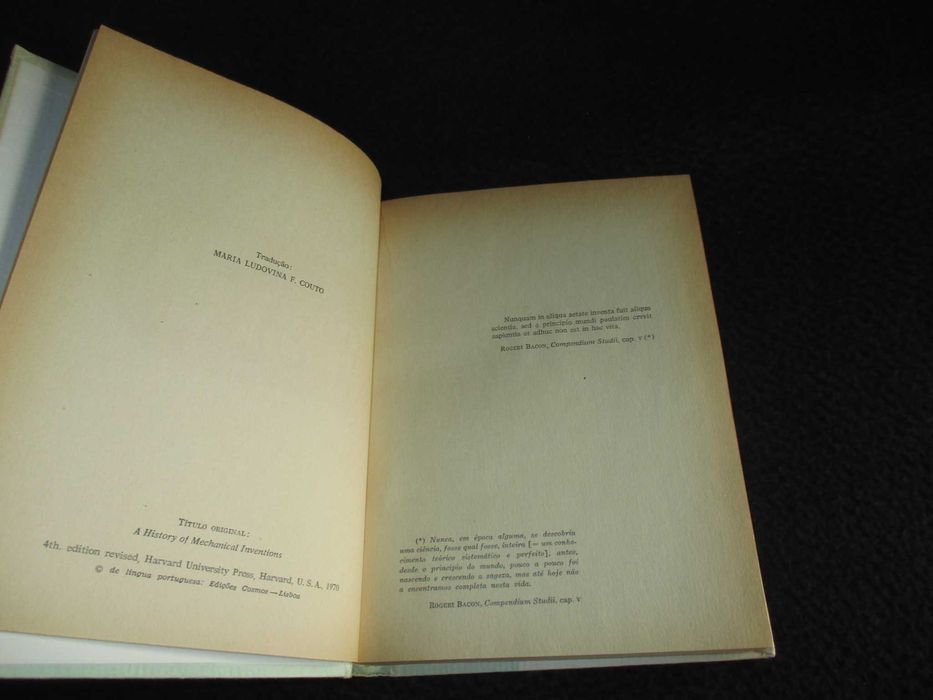 Tradução:
MARIA LUDOVINA F. COUTO
TÍTULO ORIGINAL:
A History of Mechanical Inventions
4th. edition revised, Harvard University Press, Harvard, U. S. A., 1970
© de língua portuguesa: Edições Cosmos — Lisboa
Nunquam in aliqua aetate inventa fuit aliqua
scientia, sed a principio mundi paulatim crevit
sapientia et adhuc non est in hac vita.
ROGERI BACON, Compendium Studii, cap. V (*)
(*) Nunca, em época alguma, se descobriu
uma ciência, fosse qual fosse, inteira [— um conhe-
cimento teórico sistemático e perfeito], antes,
desde o princípio do mundo, pouco a pouco foi
nascendo e crescendo a sageza, mas até hoje não
a encontramos completa nesta vida.
ROGERI BACON, Compendium Studii, cap. V